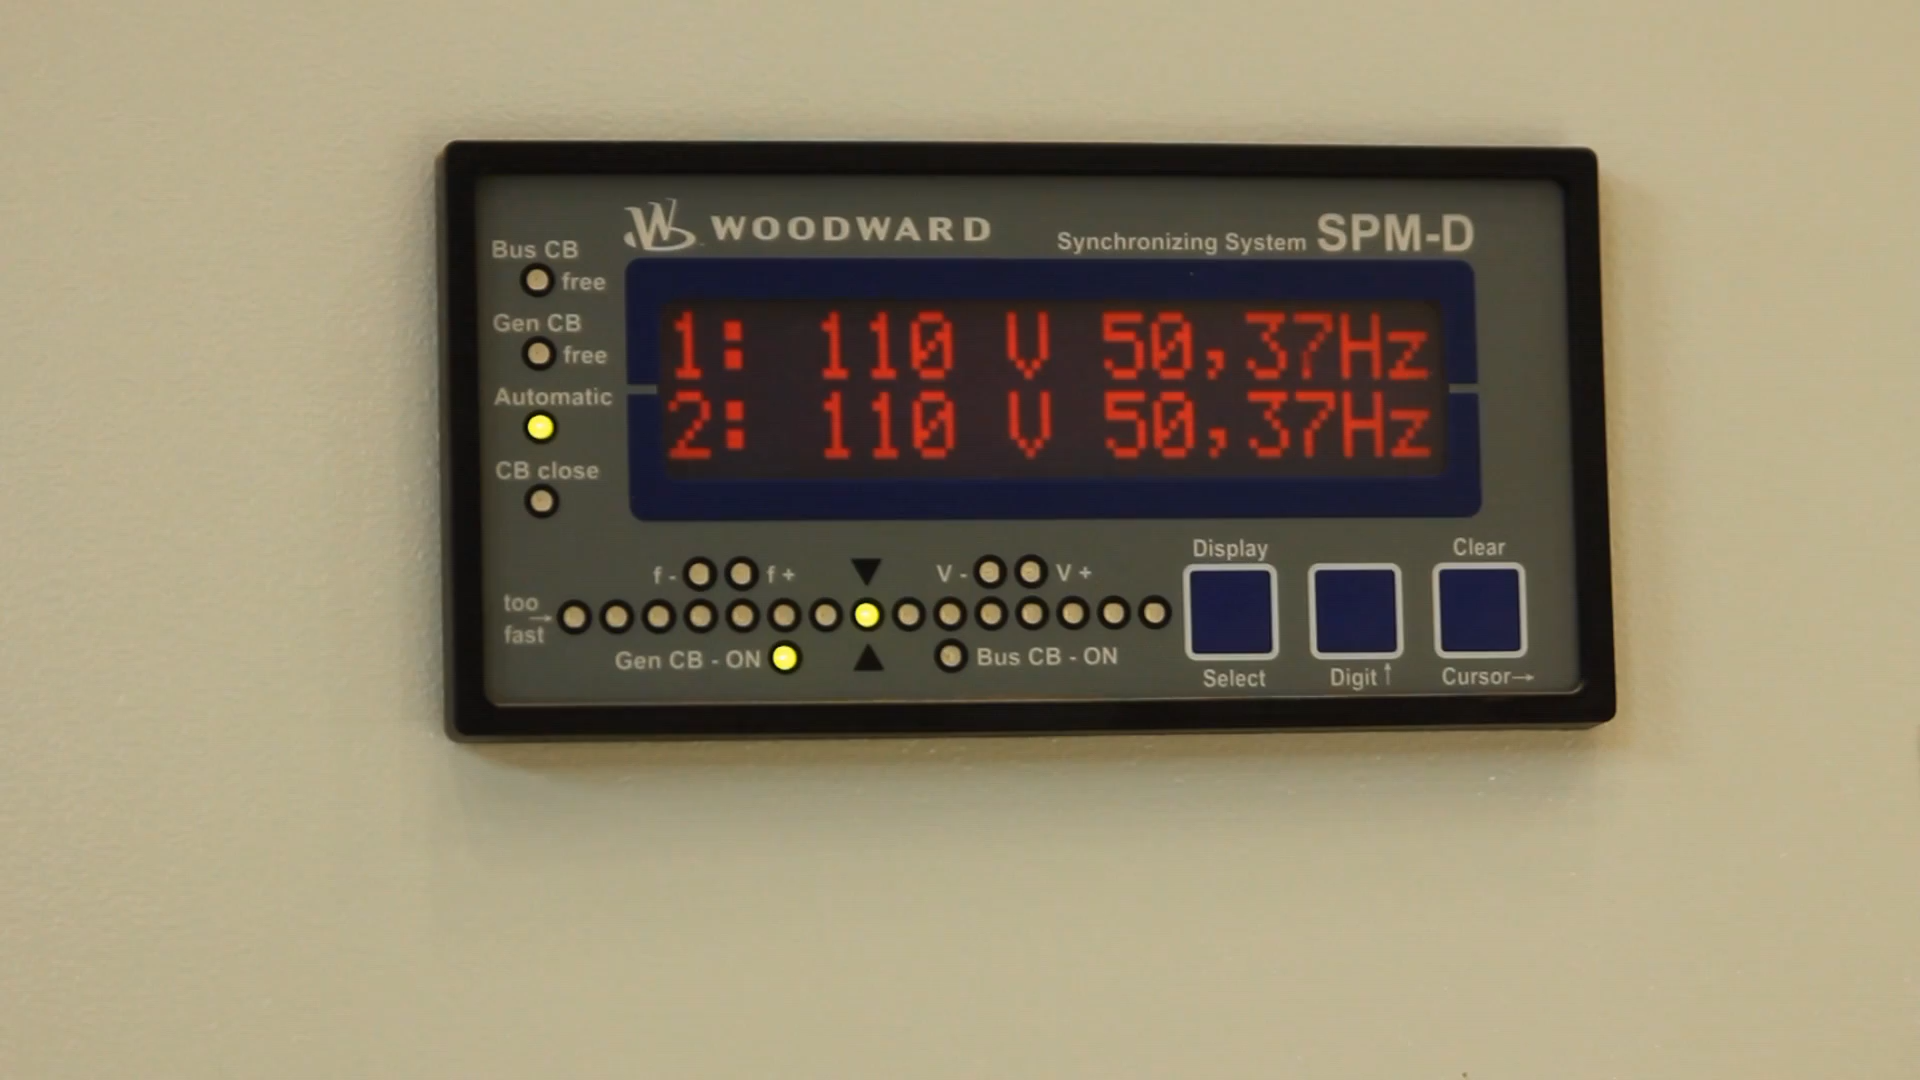 WOODWARD
Synchronizing System SPM-D
Bus CB
free
Gen CB
free
Automatic
CB close
1: 110 V 50,37Hz
2: 110 V 50,37Hz
f - f +
V - V +
too
fast
Gen CB - ON
Bus CB - ON
Display
Clear
Select
Digit↑
Cursor→